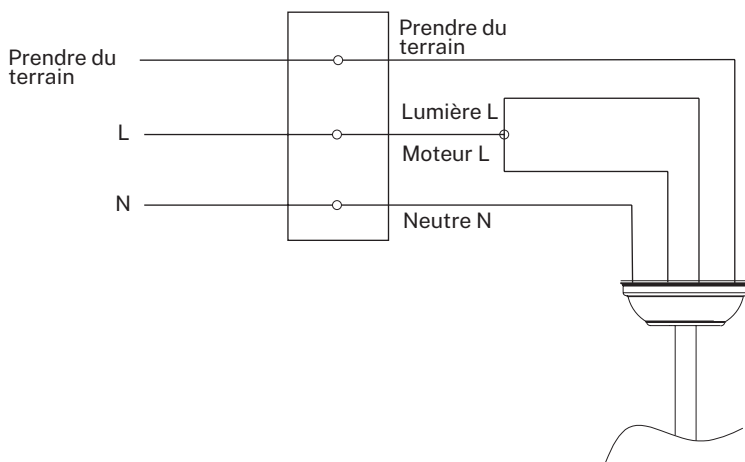 Prendre du
terrain
Prendre du
terrain
L
Lumière L
Moteur L
N
Neutre N